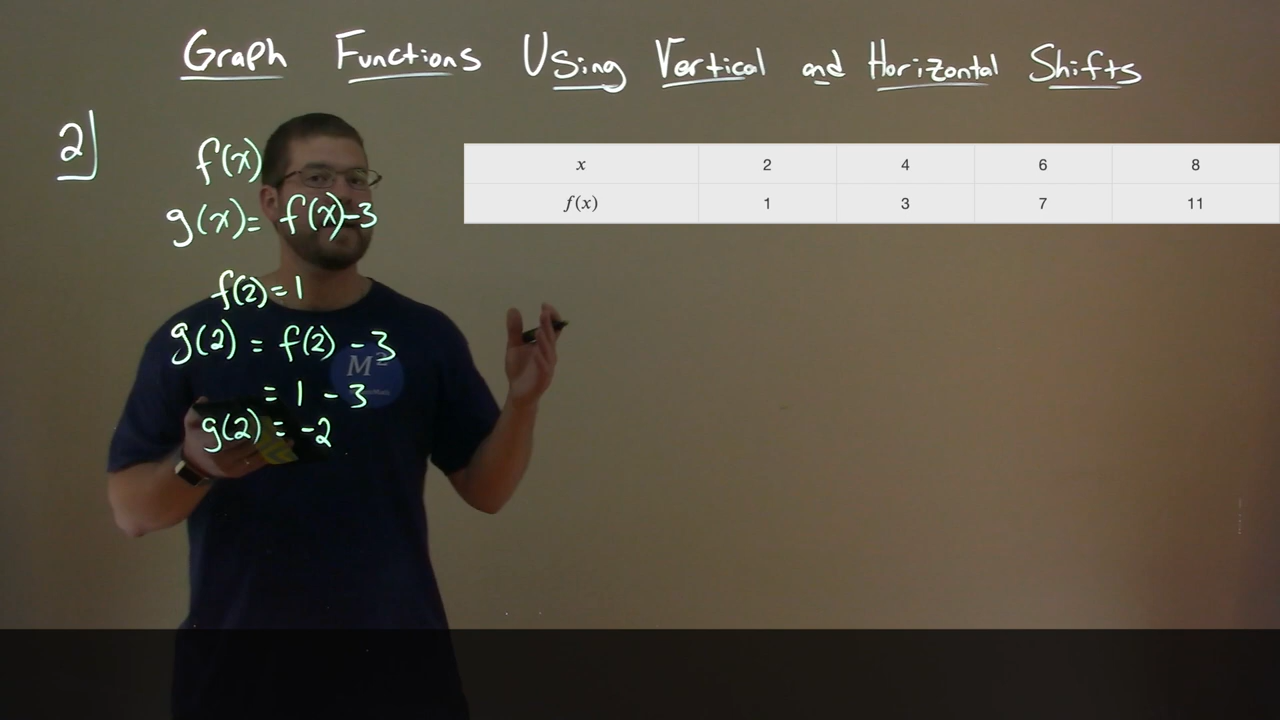 Graph Functions Using Vertical and Horizontal Shifts
2)
f(x)
g(x) = f(x)-3
x 2 4 6 8
f(x) 1 3 7 11
f(2) = 1
g(2) = f(2) - 3
= 1 - 3
g(2) = -2
M²